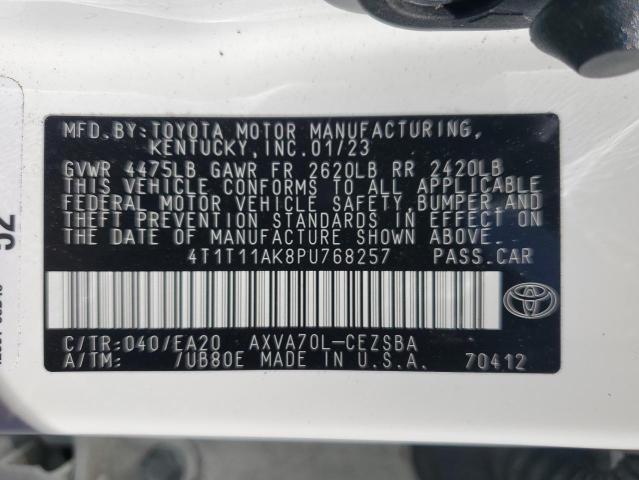 MFD.BY:TOYOTA MOTOR MANUFACTURING,
KENTUCKY, INC. 01/23
GVWR 4475LB GAWR FR 2620LB RR 2420LB
THIS VEHICLE CONFORMS TO ALL APPLICABLE
FEDERAL MOTOR VEHICLE SAFETY, BUMPER AND
THEFT PREVENTION STANDARDS IN EFFECT ON
THE DATE OF MANUFACTURE SHOWN ABOVE.
4T1T11AK8PU768257 PASS.CAR
C/TR:040/EA20 AXVA70L-CEZSBA
A/TM: /UB80E MADE IN U.S.A. 70412
52